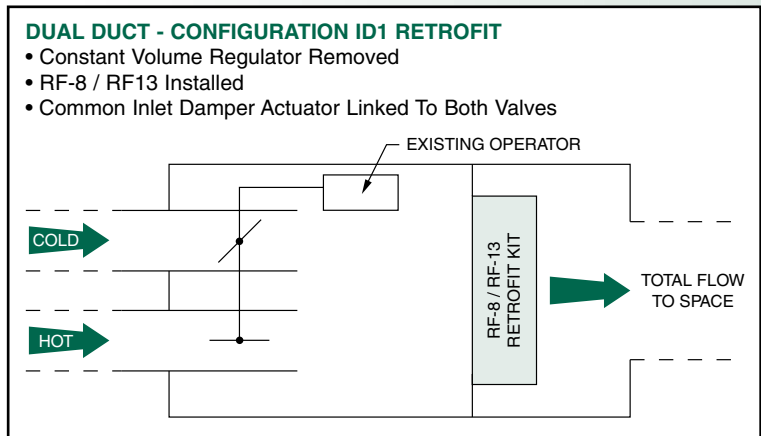 DUAL DUCT - CONFIGURATION ID1 RETROFIT
• Constant Volume Regulator Removed
• RF-8 / RF13 Installed
• Common Inlet Damper Actuator Linked To Both Valves
EXISTING OPERATOR
COLD
HOT
RF-8 / RF-13
RETROFIT KIT
TOTAL FLOW
TO SPACE